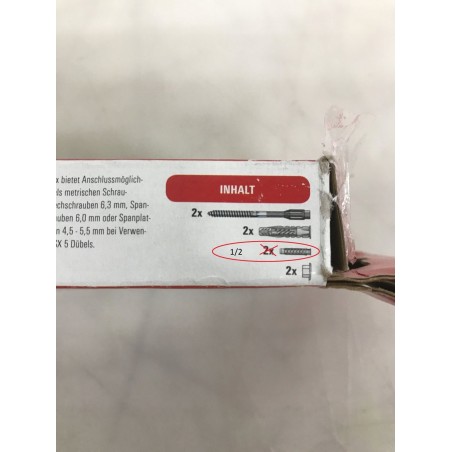 x bietet Anschlussmöglich-
ls metrischen Schrau-
chschrauben 6,3 mm, Span-
uben 6,0 mm oder Spanplat-
n 4,5 - 5,5 mm bei Verwen-
SX 5 Dübels.
INHALT
2x
2x
1/2 2x
2x